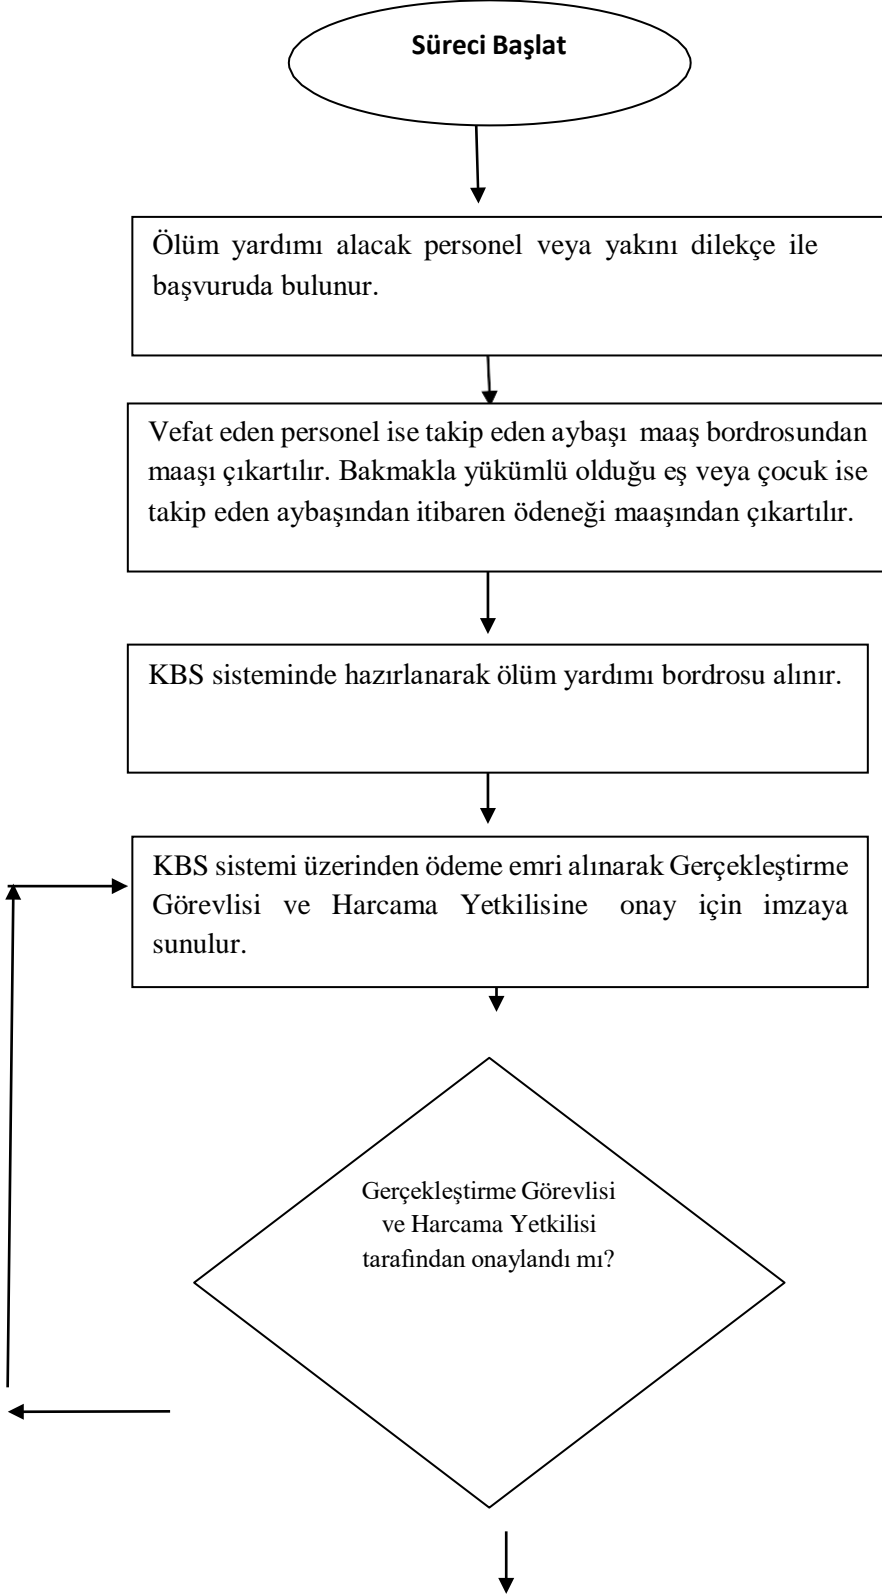 Süreci Başlat
Ölüm yardımı alacak personel veya yakını dilekçe ile
başvuruda bulunur.
Vefat eden personel ise takip eden aybaşı maaş bordrosundan
maaşı çıkartılır. Bakmakla yükümlü olduğu eş veya çocuk ise
takip eden aybaşından itibaren ödeneği maaşından çıkartılır.
KBS sisteminde hazırlanarak ölüm yardımı bordrosu alınır.
KBS sistemi üzerinden ödeme emri alınarak Gerçekleştirme
Görevlisi ve Harcama Yetkilisine onay için imzaya
sunulur.
Gerçekleştirme Görevlisi
ve Harcama Yetkilisi
tarafından onaylandı mı?